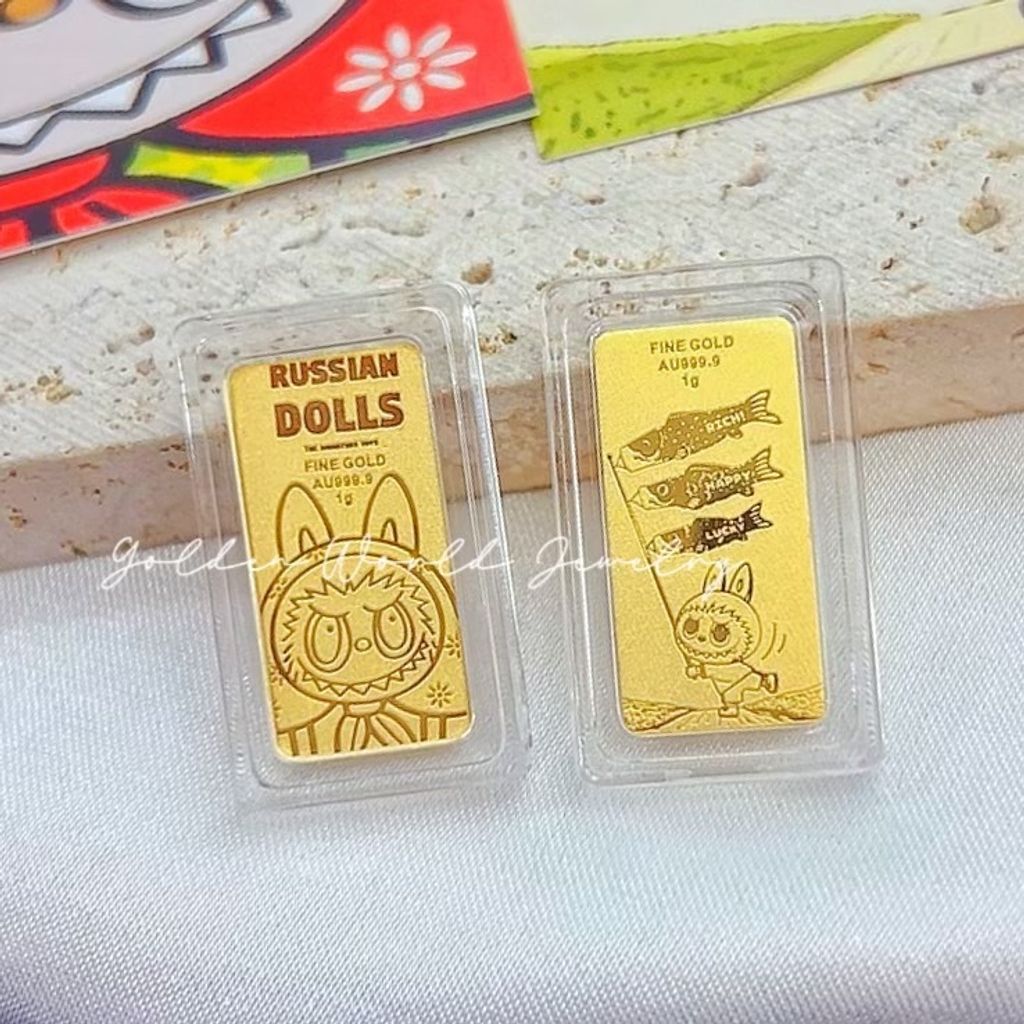 RUSSIAN
DOLLS
THE MONSTERS TOYS
FINE GOLD
AU999.9
1g
FINE GOLD
AU999.9
1g
RICH!
HAPPY
LUCKY
Golden World Jewelry